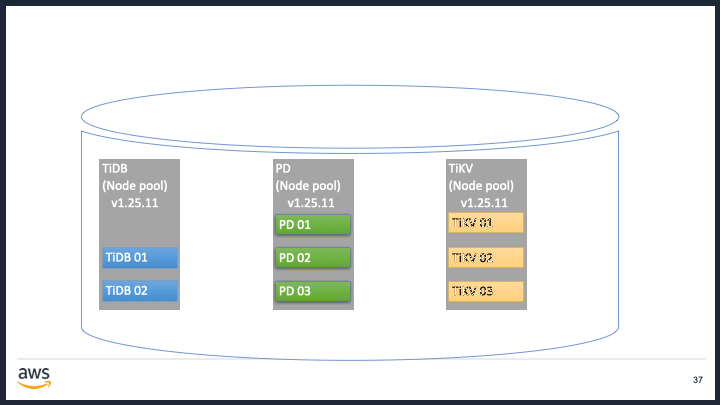 TiDB
(Node pool)
v1.25.11
TiDB 01
TiDB 02
PD
(Node pool)
v1.25.11
PD 01
PD 02
PD 03
TiKV
(Node pool)
v1.25.11
TiKV 01
TiKV 02
TiKV 03
aws
37